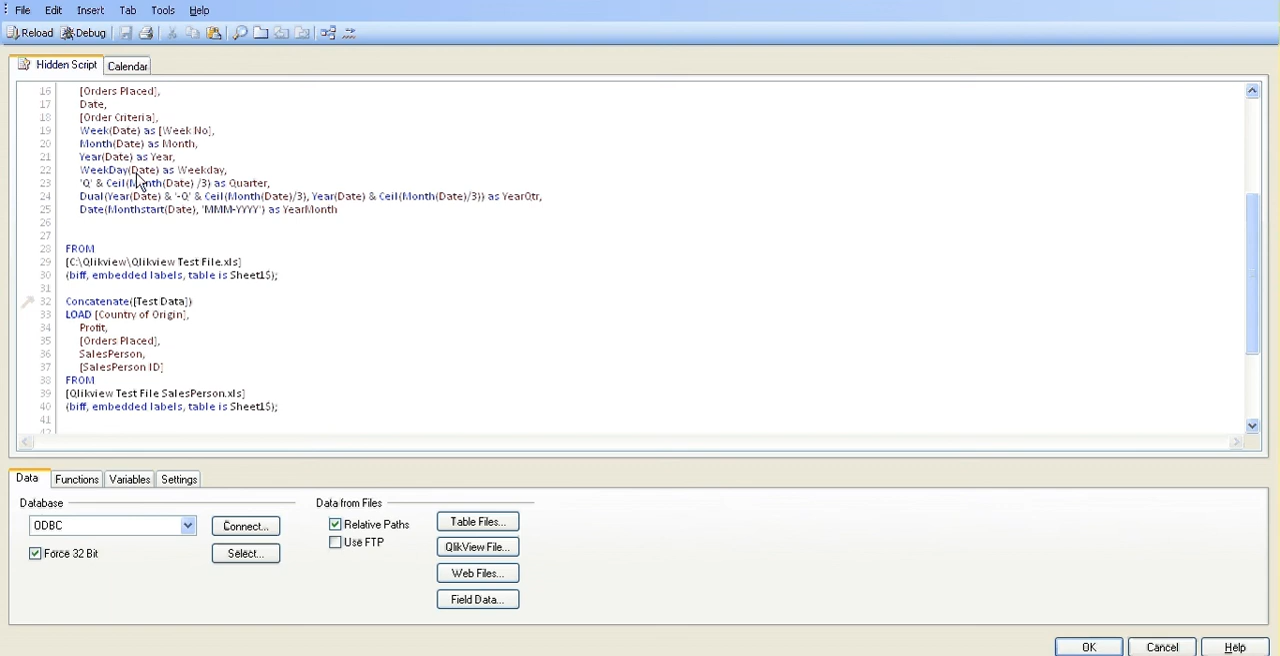 File Edit Insert Tab Tools Help
Reload Debug
Hidden Script Calendar
16 [Orders Placed],
17 Date,
18 [Order Criteria],
19 Week(Date) as [Week No],
20 Month(Date) as Month,
21 Year(Date) as Year,
22 WeekDay(Date) as Weekday,
23 'Q' & Ceil(Month(Date) /3) as Quarter,
24 Dual(Year(Date) & '-Q' & Ceil(Month(Date)/3), Year(Date) & Ceil(Month(Date)/3)) as YearQtr,
25 Date(Monthstart(Date), 'MMM-YYYY') as YearMonth
26
27
28 FROM
29 [C:\Qlikview\Qlikview Test File.xls]
30 (biff, embedded labels, table is Sheet1$);
31
32 Concatenate([Test Data])
33 LOAD [Country of Origin],
34 Profit,
35 [Orders Placed],
36 SalesPerson,
37 [SalesPerson ID]
38 FROM
39 [Qlikview Test File SalesPerson.xls]
40 (biff, embedded labels, table is Sheet1$);
41
42
Data Functions Variables Settings
Database Data from Files
ODBC Connect... Relative Paths Table Files...
Use FTP QlikView File...
Force 32 Bit Select...
Web Files...
Field Data...
OK Cancel Help